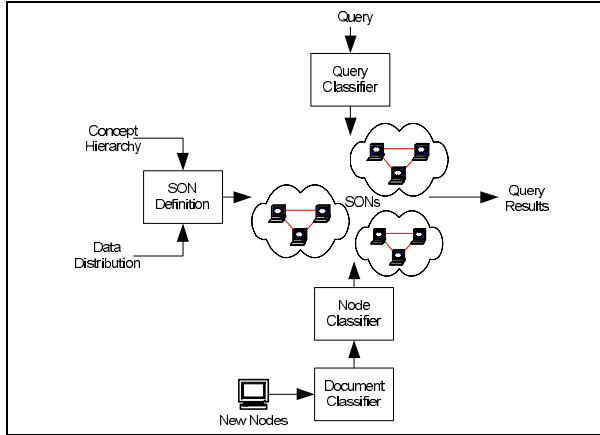 Query
Query
Classifier
Concept
Hierarchy
SON
Definition
SONs
Query
Results
Data
Distribution
Node
Classifier
Document
Classifier
New Nodes